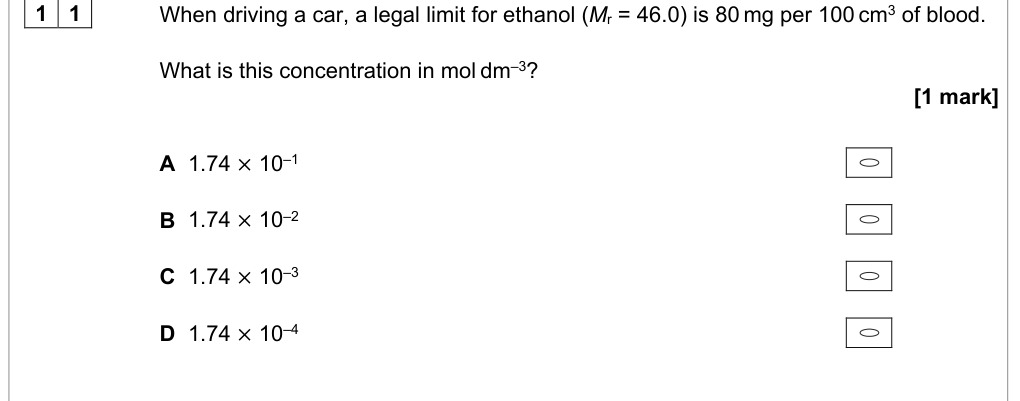 1 1 When driving a car, a legal limit for ethanol (Mr = 46.0) is 80 mg per 100 cm³ of blood.
What is this concentration in mol dm⁻³?
[1 mark]
A 1.74 × 10⁻¹
B 1.74 × 10⁻²
C 1.74 × 10⁻³
D 1.74 × 10⁻⁴